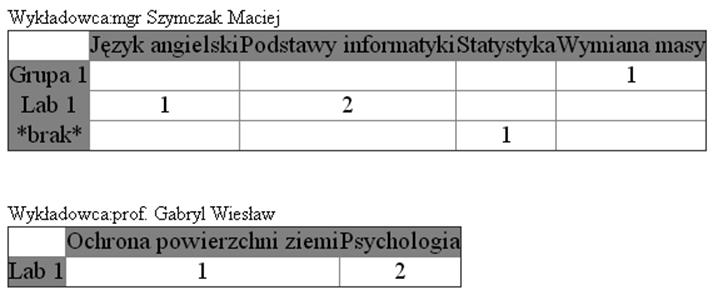 Wykładowca:mgr Szymczak Maciej
Język angielski Podstawy informatyki Statystyka Wymiana masy
Grupa 1 1
Lab 1 1 2
*brak* 1
Wykładowca:prof. Gabryl Wiesław
Ochrona powierzchni ziemi Psychologia
Lab 1 1 2